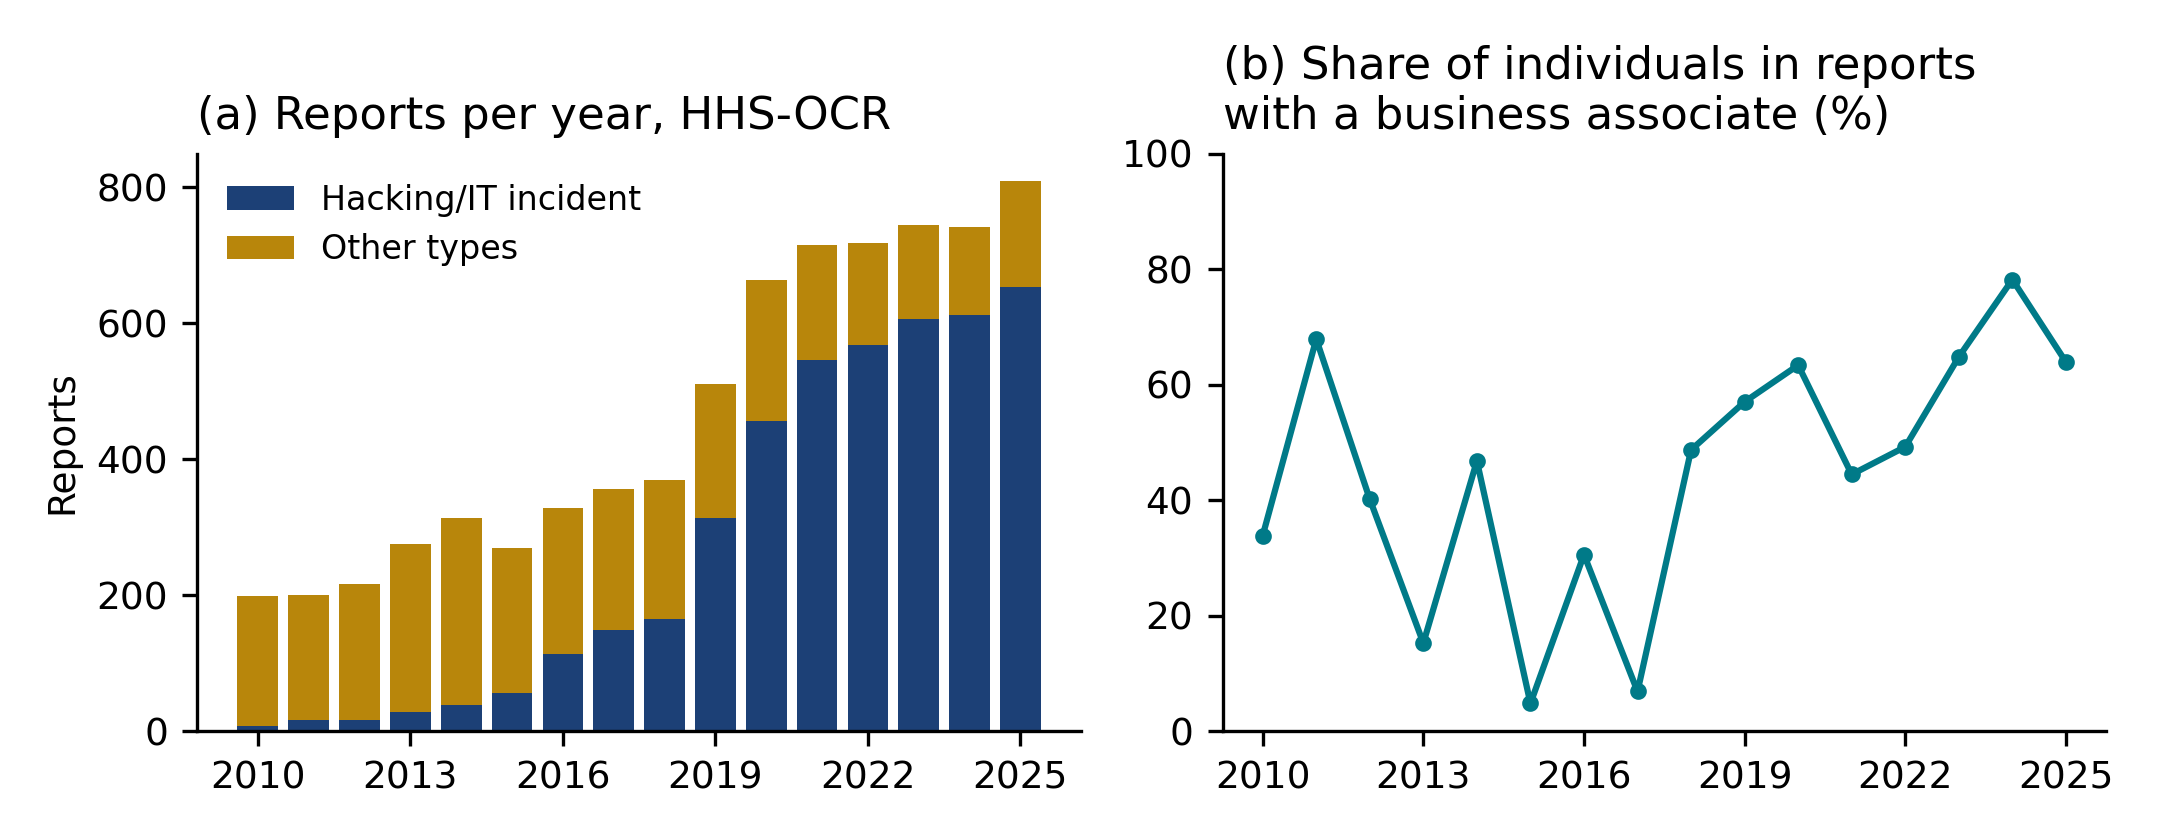 (a) Reports per year, HHS-OCR
Hacking/IT incident
Other types
Reports
800
600
400
200
0
2010 2013 2016 2019 2022 2025
(b) Share of individuals in reports
with a business associate (%)
100
80
60
40
20
0
2010 2013 2016 2019 2022 2025